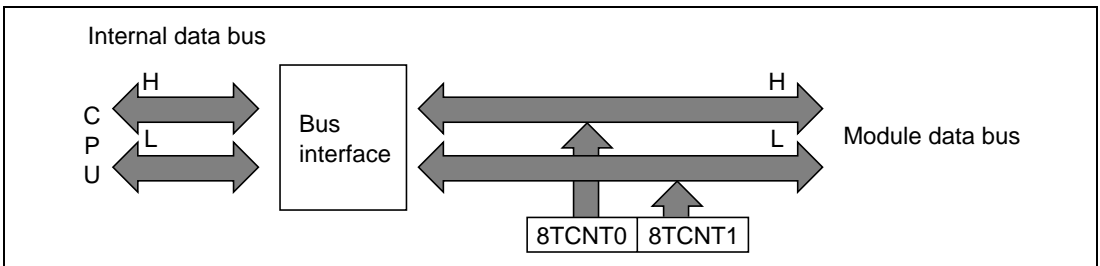 Internal data bus
H
H
C
P
U
L
L
Bus
interface
Module data bus
8TCNT0
8TCNT1